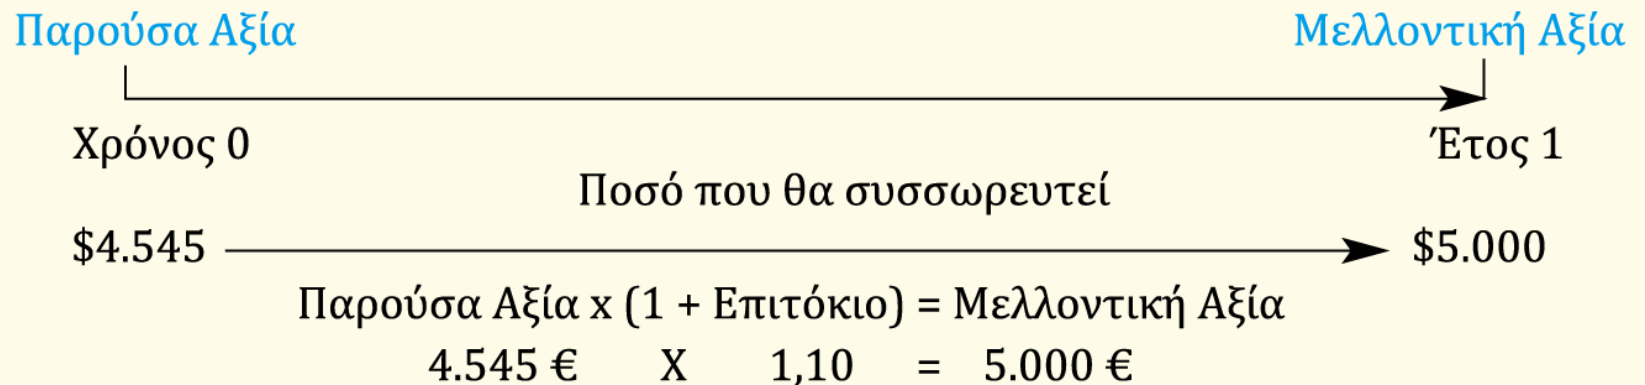 Παρούσα Αξία Μελλοντική Αξία
Χρόνος 0 Έτος 1
Ποσό που θα συσσωρευτεί
$4.545 $5.000
Παρούσα Αξία x (1 + Επιτόκιο) = Μελλοντική Αξία
4.545 € X 1,10 = 5.000 €